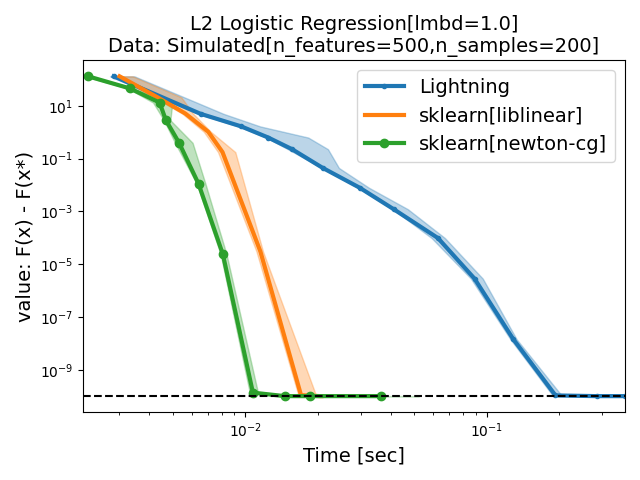 L2 Logistic Regression[lmbd=1.0]
Data: Simulated[n_features=500,n_samples=200]
Lightning
sklearn[liblinear]
sklearn[newton-cg]
value: F(x) - F(x*)
10¹
10⁻¹
10⁻³
10⁻⁵
10⁻⁷
10⁻⁹
10⁻² 10⁻¹
Time [sec]